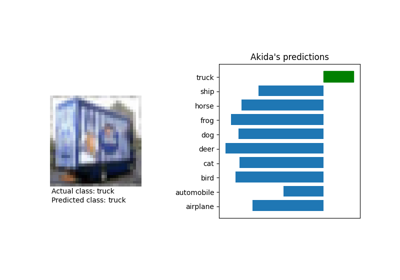 Akida's predictions
truck
ship
horse
frog
dog
deer
cat
bird
automobile
airplane
Actual class: truck
Predicted class: truck